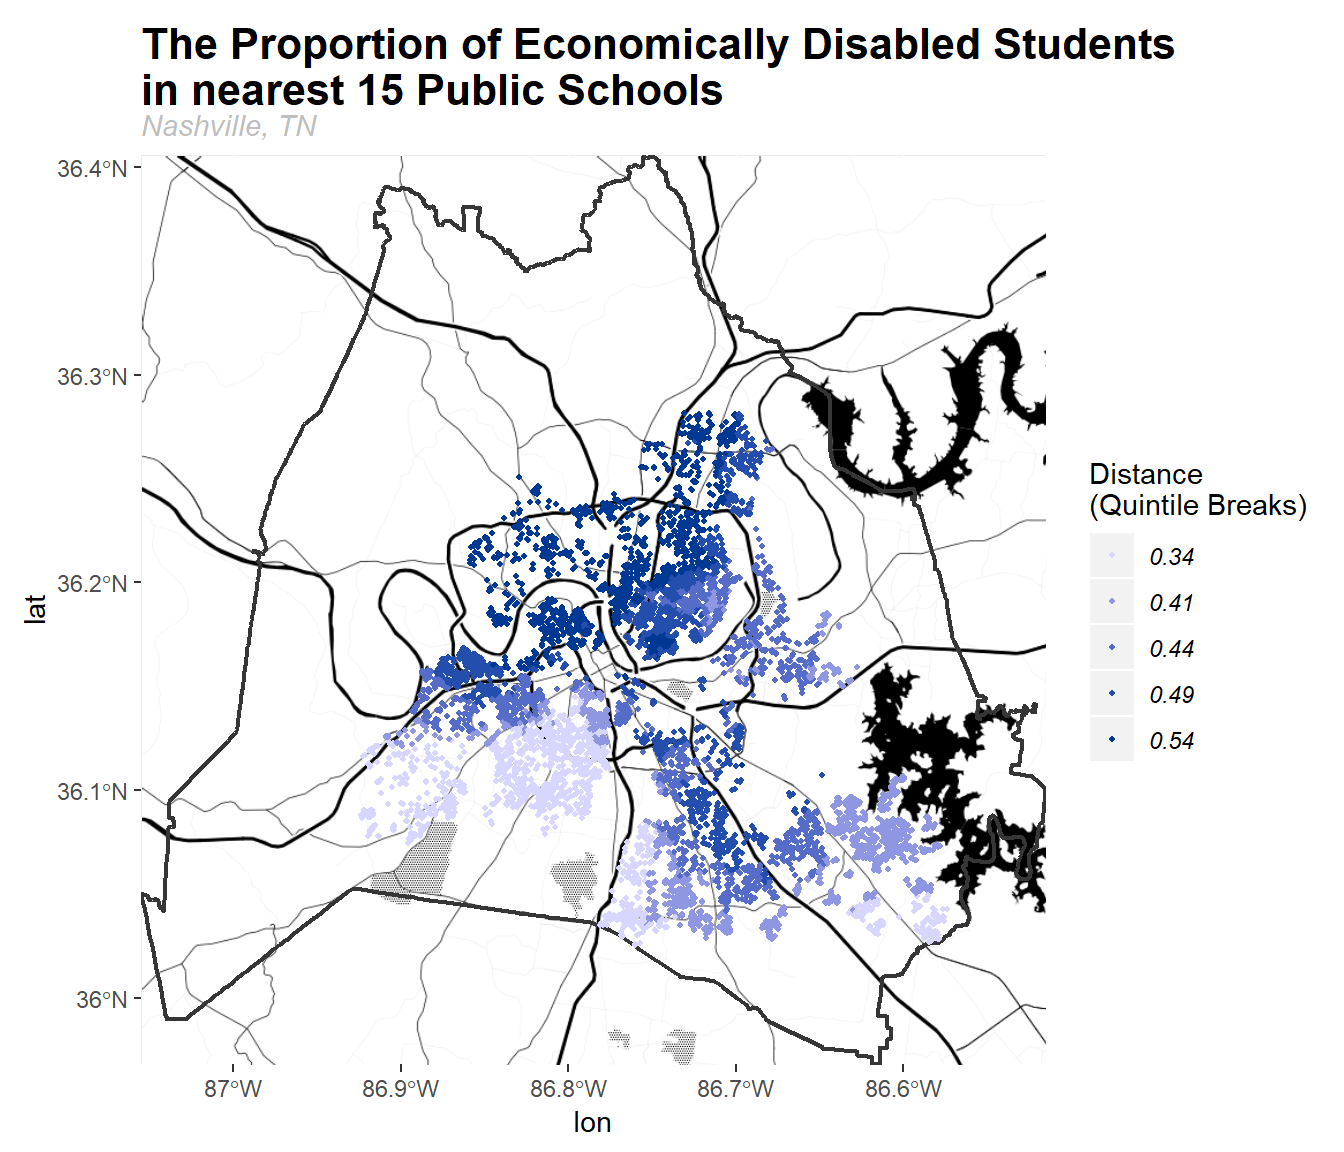 The Proportion of Economically Disabled Students
in nearest 15 Public Schools
Nashville, TN
36.4°N
36.3°N
36.2°N
36.1°N
36°N
lat
87°W
86.9°W
86.8°W
86.7°W
86.6°W
lon
Distance
(Quintile Breaks)
0.34
0.41
0.44
0.49
0.54